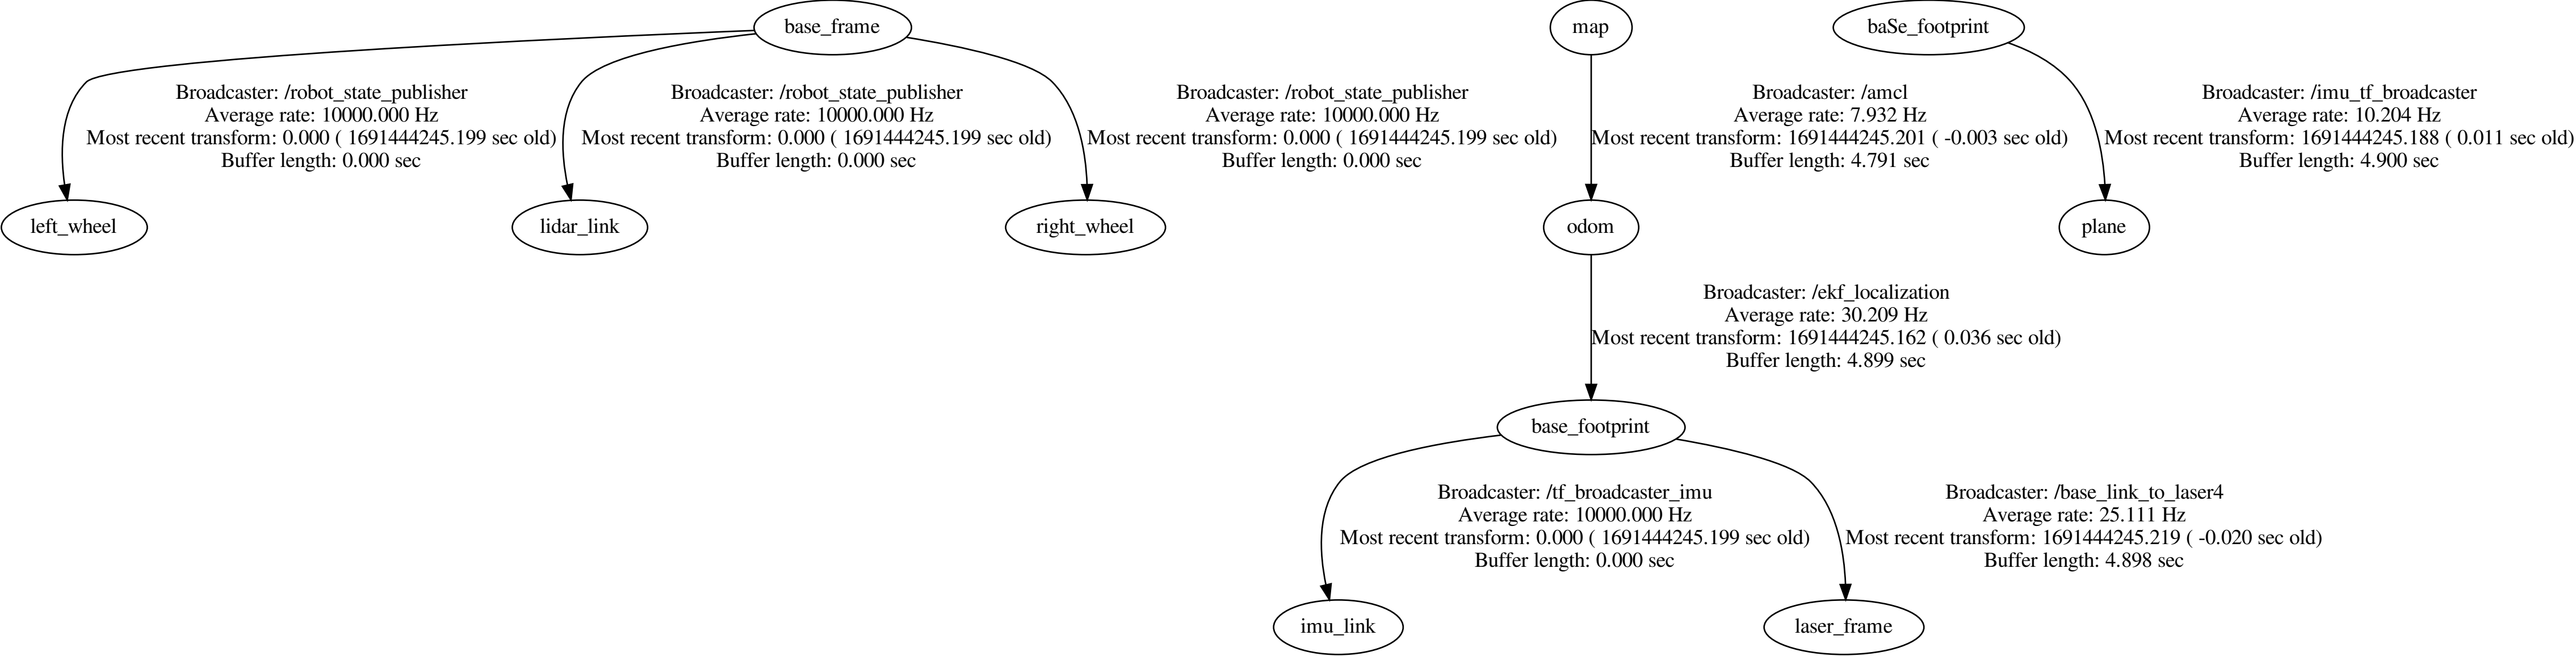 base_frame
map
baSe_footprint
Broadcaster: /robot_state_publisher
Average rate: 10000.000 Hz
Most recent transform: 0.000 ( 1691444245.199 sec old)
Buffer length: 0.000 sec
Broadcaster: /robot_state_publisher
Average rate: 10000.000 Hz
Most recent transform: 0.000 ( 1691444245.199 sec old)
Buffer length: 0.000 sec
Broadcaster: /robot_state_publisher
Average rate: 10000.000 Hz
Most recent transform: 0.000 ( 1691444245.199 sec old)
Buffer length: 0.000 sec
Broadcaster: /amcl
Average rate: 7.932 Hz
Most recent transform: 1691444245.201 ( -0.003 sec old)
Buffer length: 4.791 sec
Broadcaster: /imu_tf_broadcaster
Average rate: 10.204 Hz
Most recent transform: 1691444245.188 ( 0.011 sec old)
Buffer length: 4.900 sec
left_wheel
lidar_link
right_wheel
odom
plane
Broadcaster: /ekf_localization
Average rate: 30.209 Hz
Most recent transform: 1691444245.162 ( 0.036 sec old)
Buffer length: 4.899 sec
base_footprint
Broadcaster: /tf_broadcaster_imu
Average rate: 10000.000 Hz
Most recent transform: 0.000 ( 1691444245.199 sec old)
Buffer length: 0.000 sec
Broadcaster: /base_link_to_laser4
Average rate: 25.111 Hz
Most recent transform: 1691444245.219 ( -0.020 sec old)
Buffer length: 4.898 sec
imu_link
laser_frame